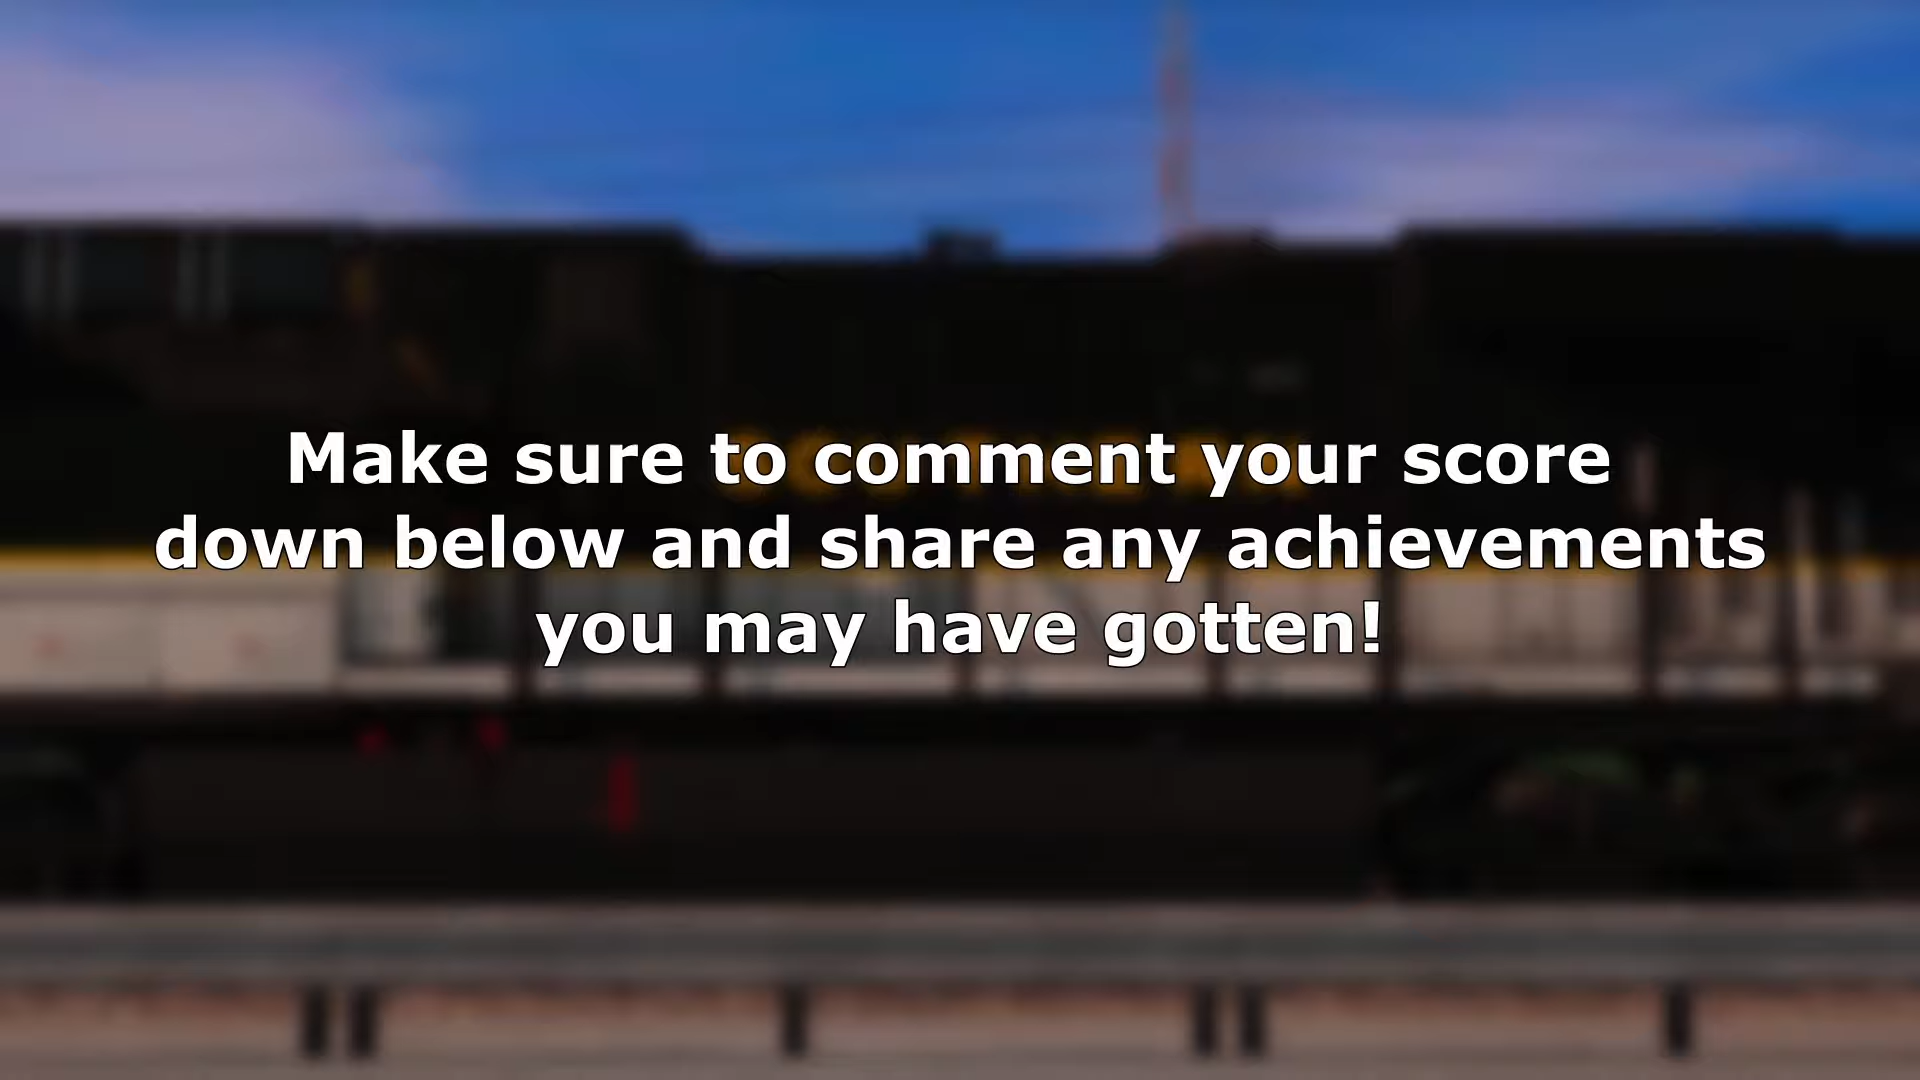 Make sure to comment your score
down below and share any achievements
you may have gotten!